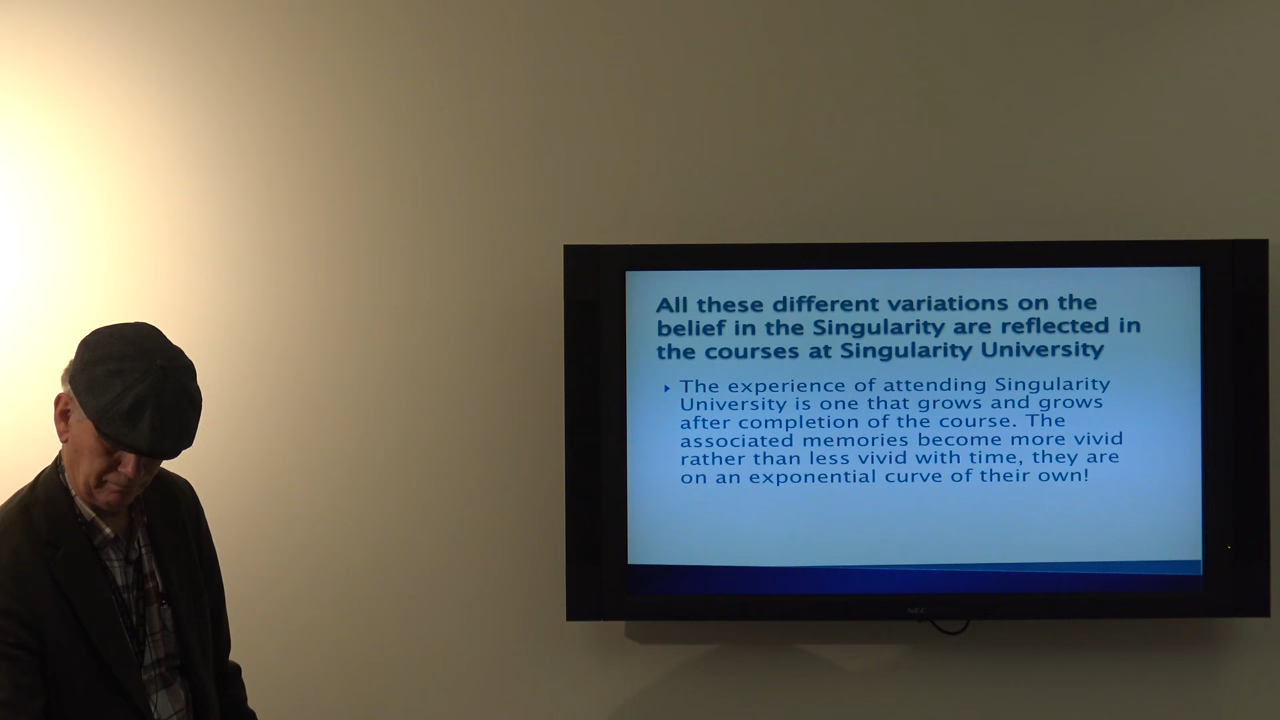 All these different variations on the
belief in the Singularity are reflected in
the courses at Singularity University
The experience of attending Singularity
University is one that grows and grows
after completion of the course. The
associated memories become more vivid
rather than less vivid with time, they are
on an exponential curve of their own!
NEC